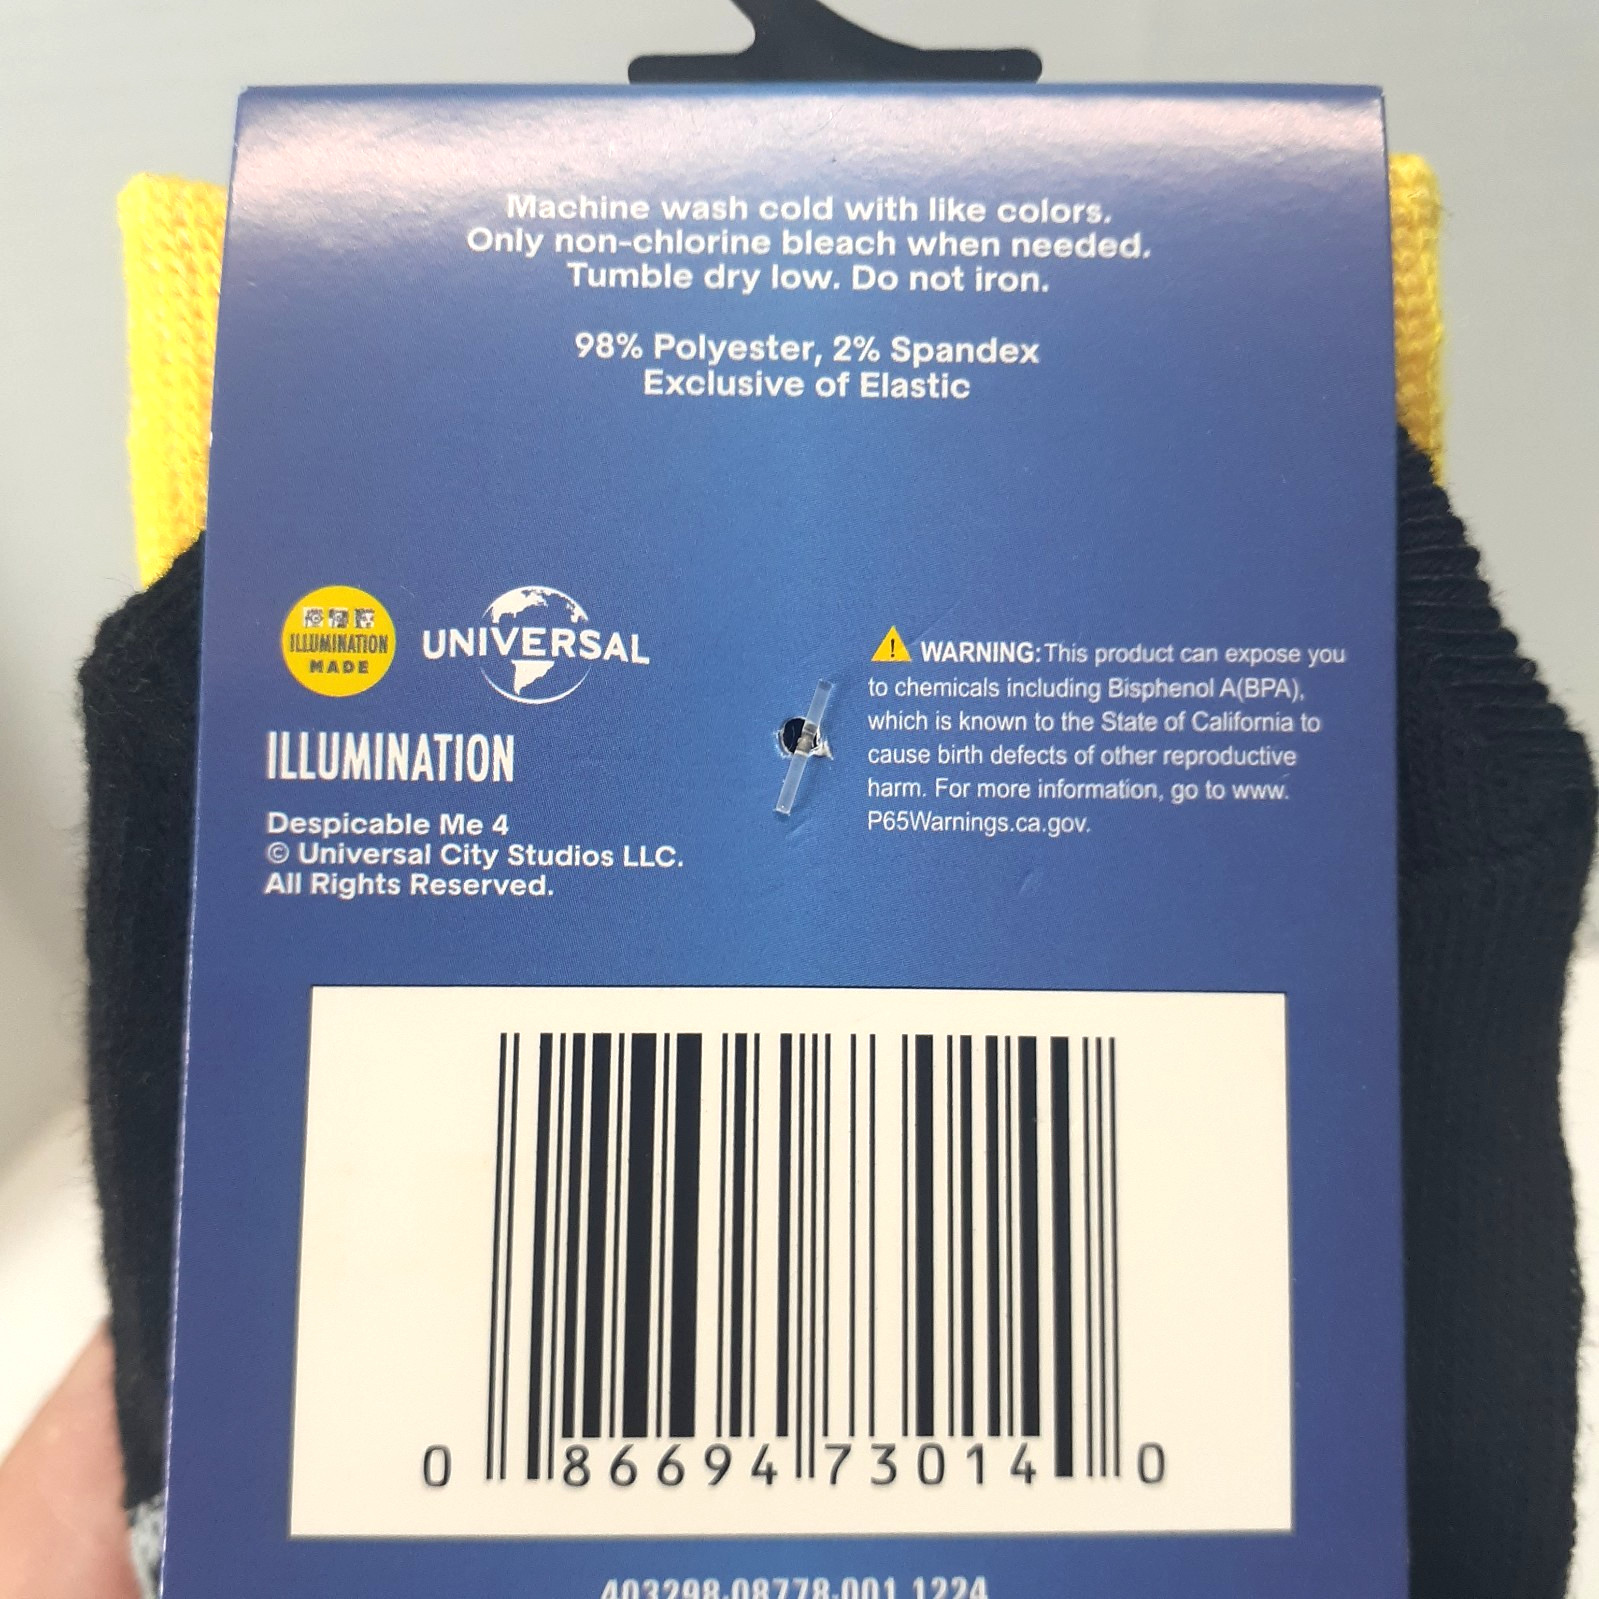 Machine wash cold with like colors.
Only non-chlorine bleach when needed.
Tumble dry low. Do not iron.
98% Polyester, 2% Spandex
Exclusive of Elastic
ILLUMINATION
MADE
UNIVERSAL
ILLUMINATION
Despicable Me 4
© Universal City Studios LLC.
All Rights Reserved.
WARNING: This product can expose you
to chemicals including Bisphenol A(BPA),
which is known to the State of California to
cause birth defects of other reproductive
harm. For more information, go to www.
P65Warnings.ca.gov.
0 86694 73014 0
403298-08778-001 1224